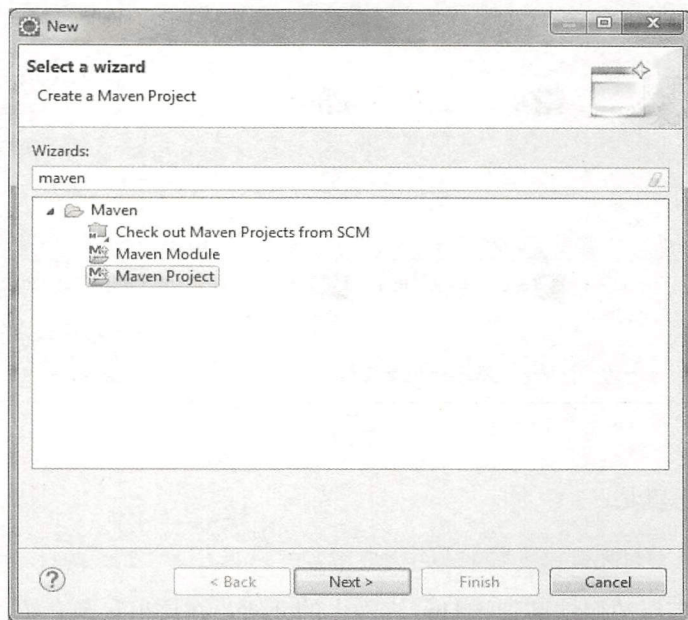 New
Select a wizard
Create a Maven Project
Wizards:
maven
Maven
Check out Maven Projects from SCM
Maven Module
Maven Project
< Back Next > Finish Cancel